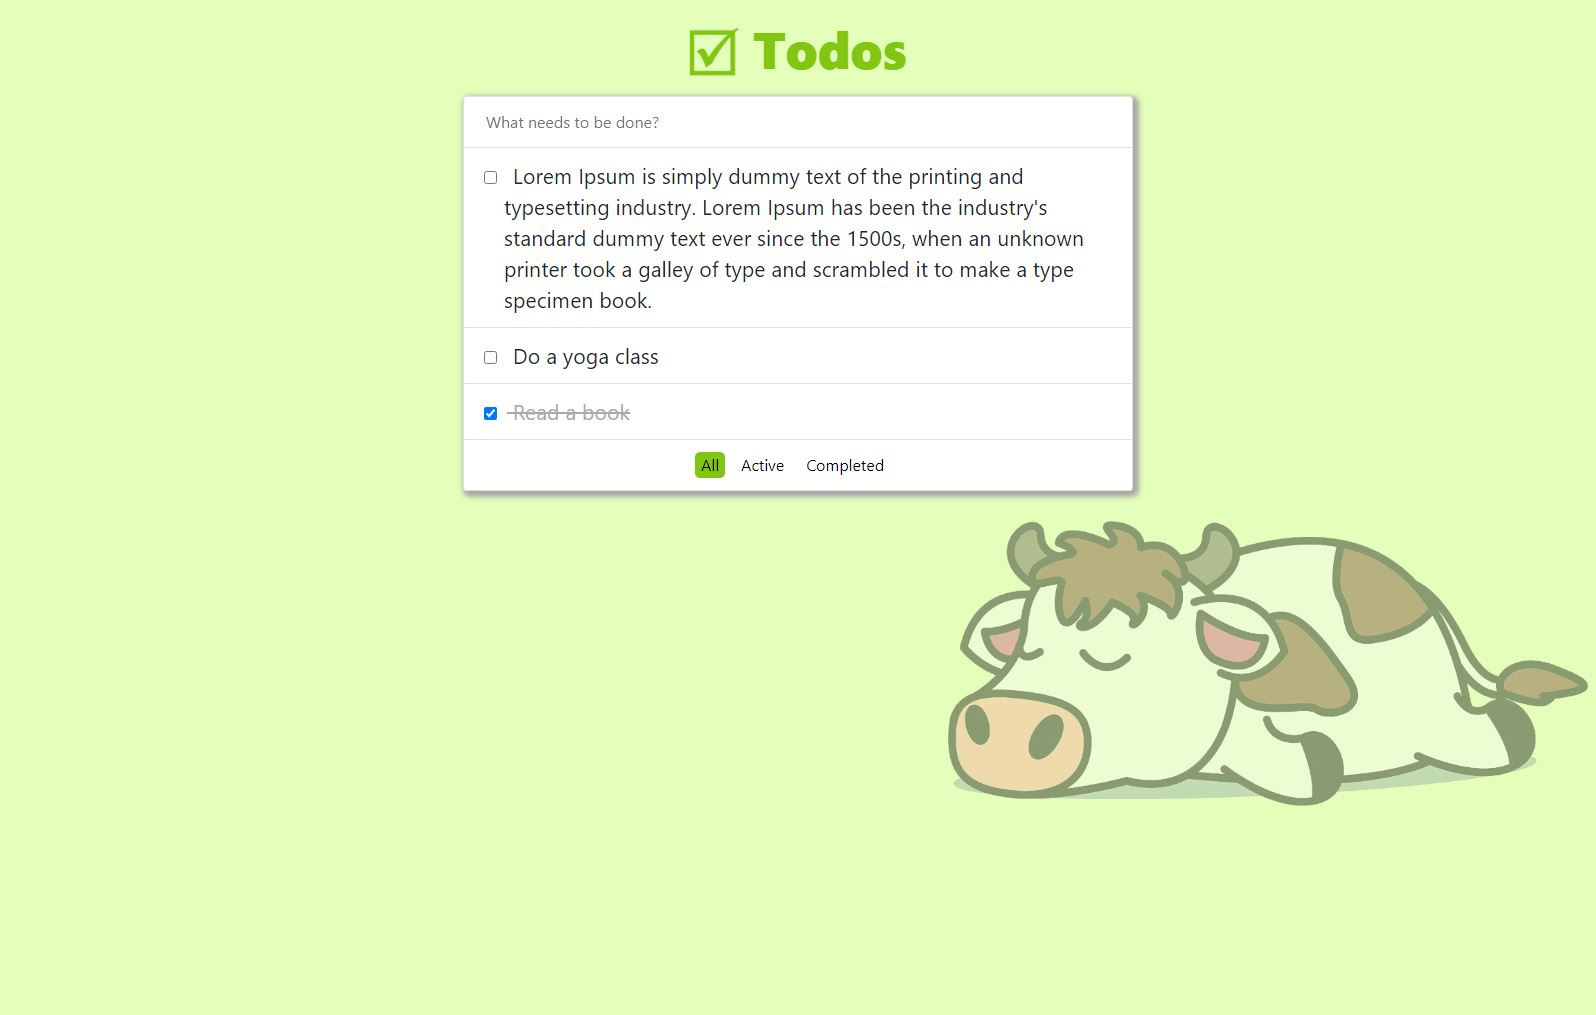 Todos
What needs to be done?
Lorem Ipsum is simply dummy text of the printing and
typesetting industry. Lorem Ipsum has been the industry's
standard dummy text ever since the 1500s, when an unknown
printer took a galley of type and scrambled it to make a type
specimen book.
Do a yoga class
Read a book
All Active Completed